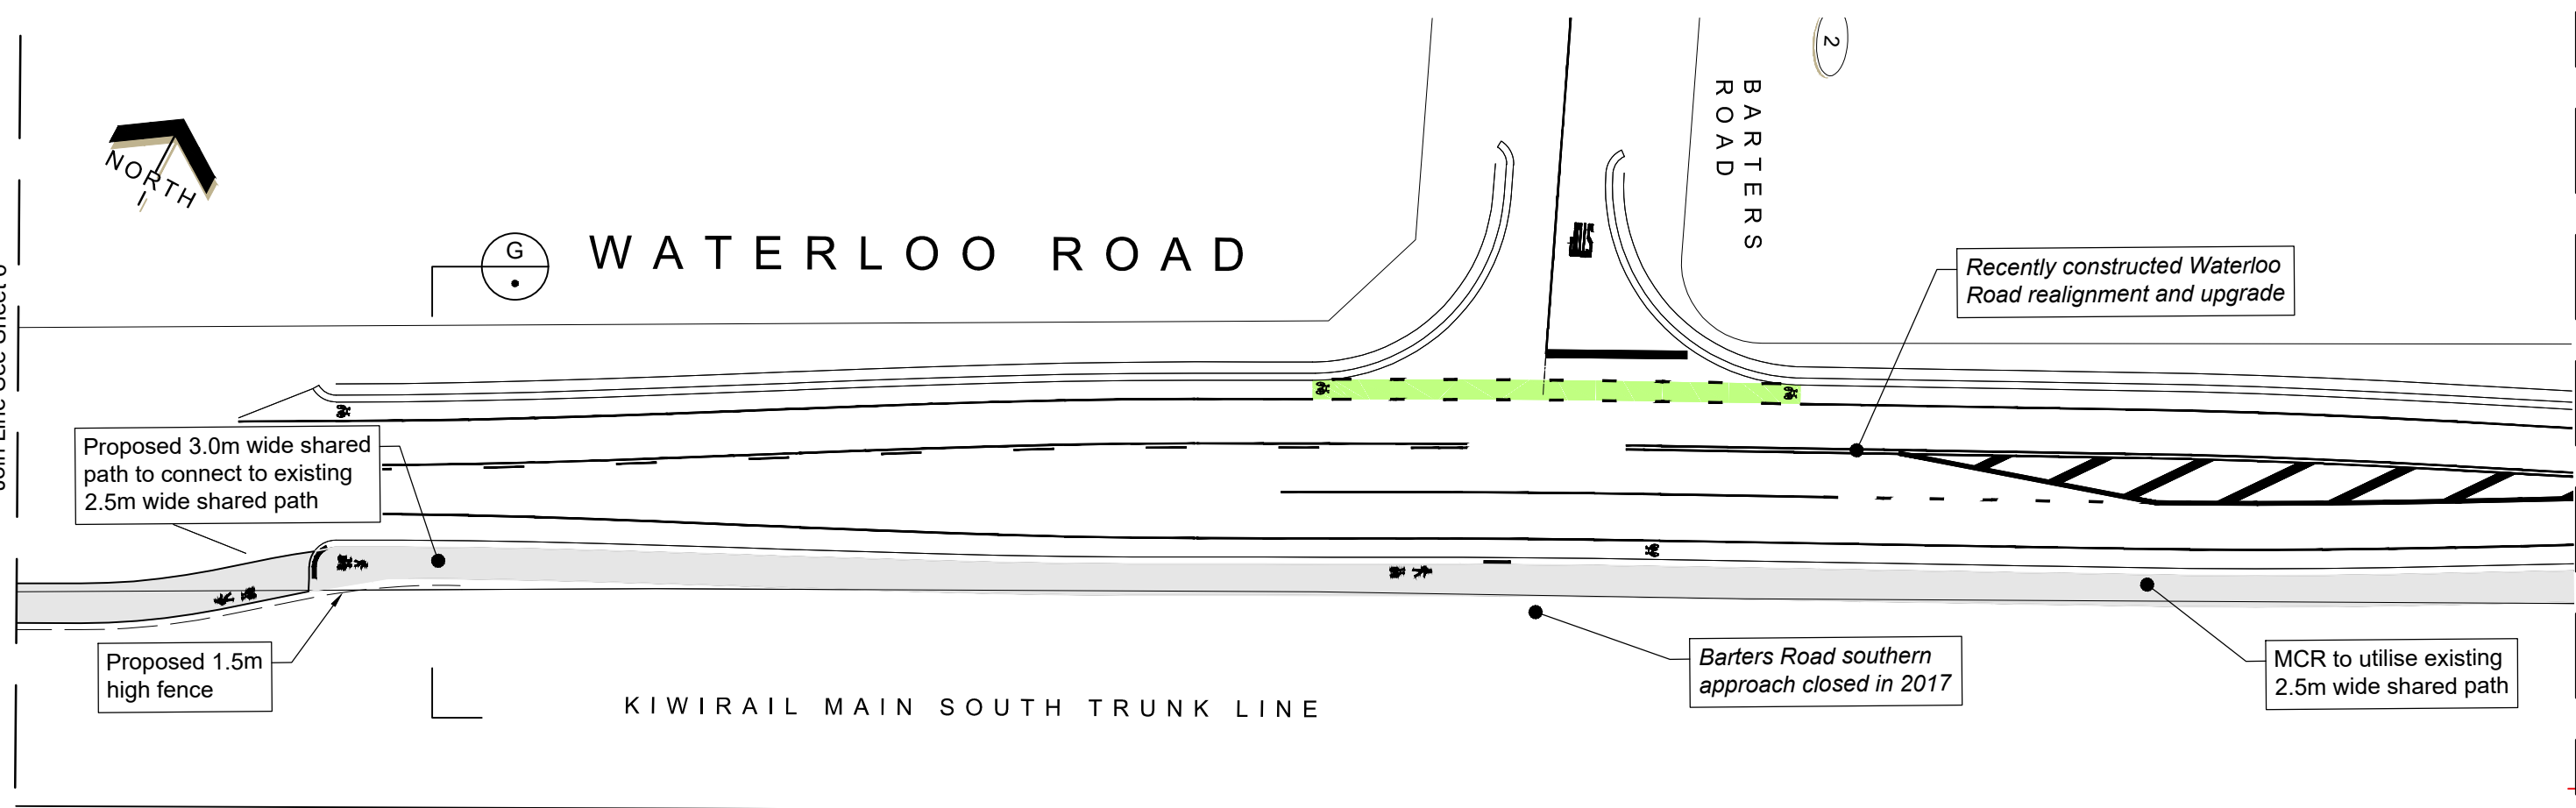 2
BARTERS
ROAD
NORTH
G
WATERLOO ROAD
Recently constructed Waterloo
Road realignment and upgrade
Proposed 3.0m wide shared
path to connect to existing
2.5m wide shared path
Proposed 1.5m
high fence
Barters Road southern
approach closed in 2017
MCR to utilise existing
2.5m wide shared path
KIWIRAIL MAIN SOUTH TRUNK LINE